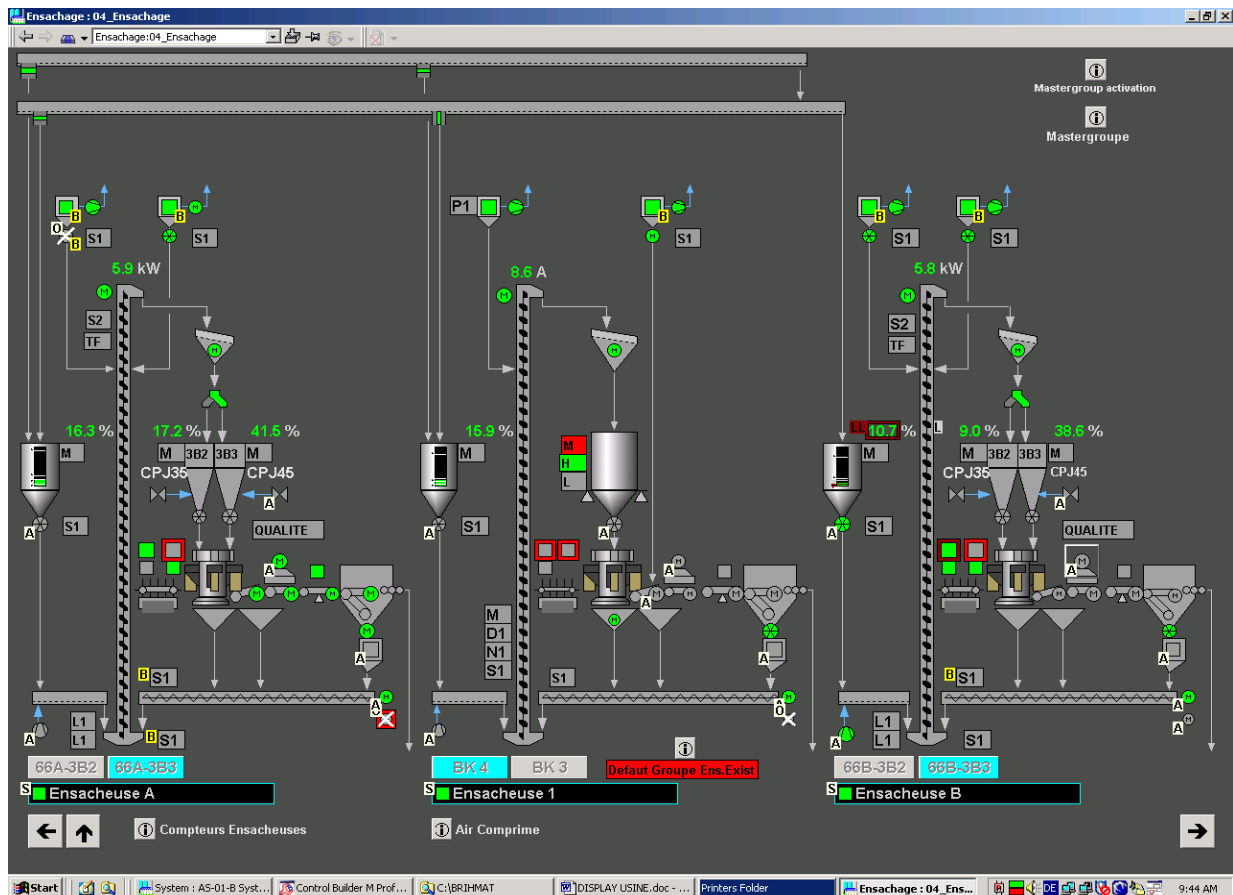 Ensachage : 04_Ensachage
Ensachage:04_Ensachage
Mastergroup activation
Mastergroupe
B
B
P1
B
B
B
O
B
S1
S1
S1
S1
S1
5.9 kW
8.6 A
5.8 kW
M
M
M
S2
TF
S2
TF
M
M
M
16.3 %
17.2 %
41.5 %
15.9 %
LL
10.7 %
L
9.0 %
38.6 %
M
M
3B2
3B3
M
M
M
H
L
M
M
3B2
3B3
M
CPJ35
CPJ45
CPJ35
CPJ45
A
A
A
S1
A
S1
A
A
S1
QUALITE
QUALITE
M
A
M
A
M
A
M
M
M
M
A
M
M
M
M
M
M
M
M
M
M
A
M
D1
N1
S1
A
A
B
S1
S1
B
S1
A
M
M
A
M
A
M
A
L1
L1
A
B
S1
A
A
L1
L1
S1
66A-3B2
66A-3B3
BK 4
BK 3
Defaut Groupe Ens.Exist
66B-3B2
66B-3B3
S
Ensacheuse A
S
Ensacheuse 1
S
Ensacheuse B
Compteurs Ensacheuses
Air Comprime
Start
System : AS-01-B Syst...
Control Builder M Prof...
C:\BRIHMAT
DISPLAY USINE.doc - ...
Printers Folder
Ensachage : 04_Ens...
DE
9:44 AM